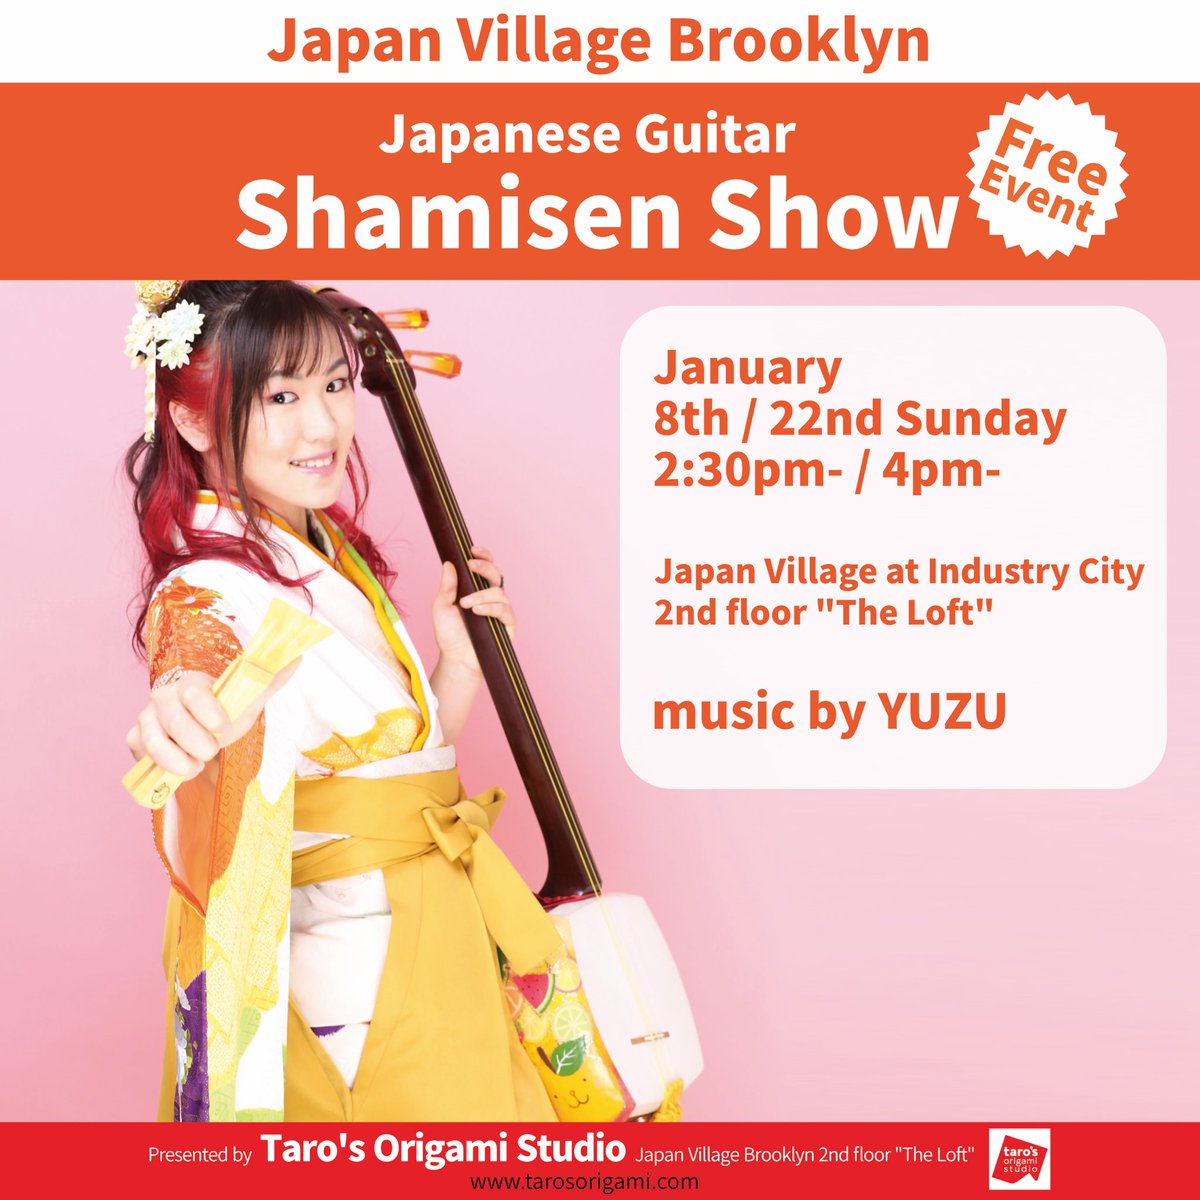 Japan Village Brooklyn
Japanese Guitar
Shamisen Show
Free
Event
January
8th / 22nd Sunday
2:30pm- / 4pm-
Japan Village at Industry City
2nd floor "The Loft"
music by YUZU
Presented by Taro's Origami Studio Japan Village Brooklyn 2nd floor "The Loft"
www.tarosorigami.com
taro's
origami
studio